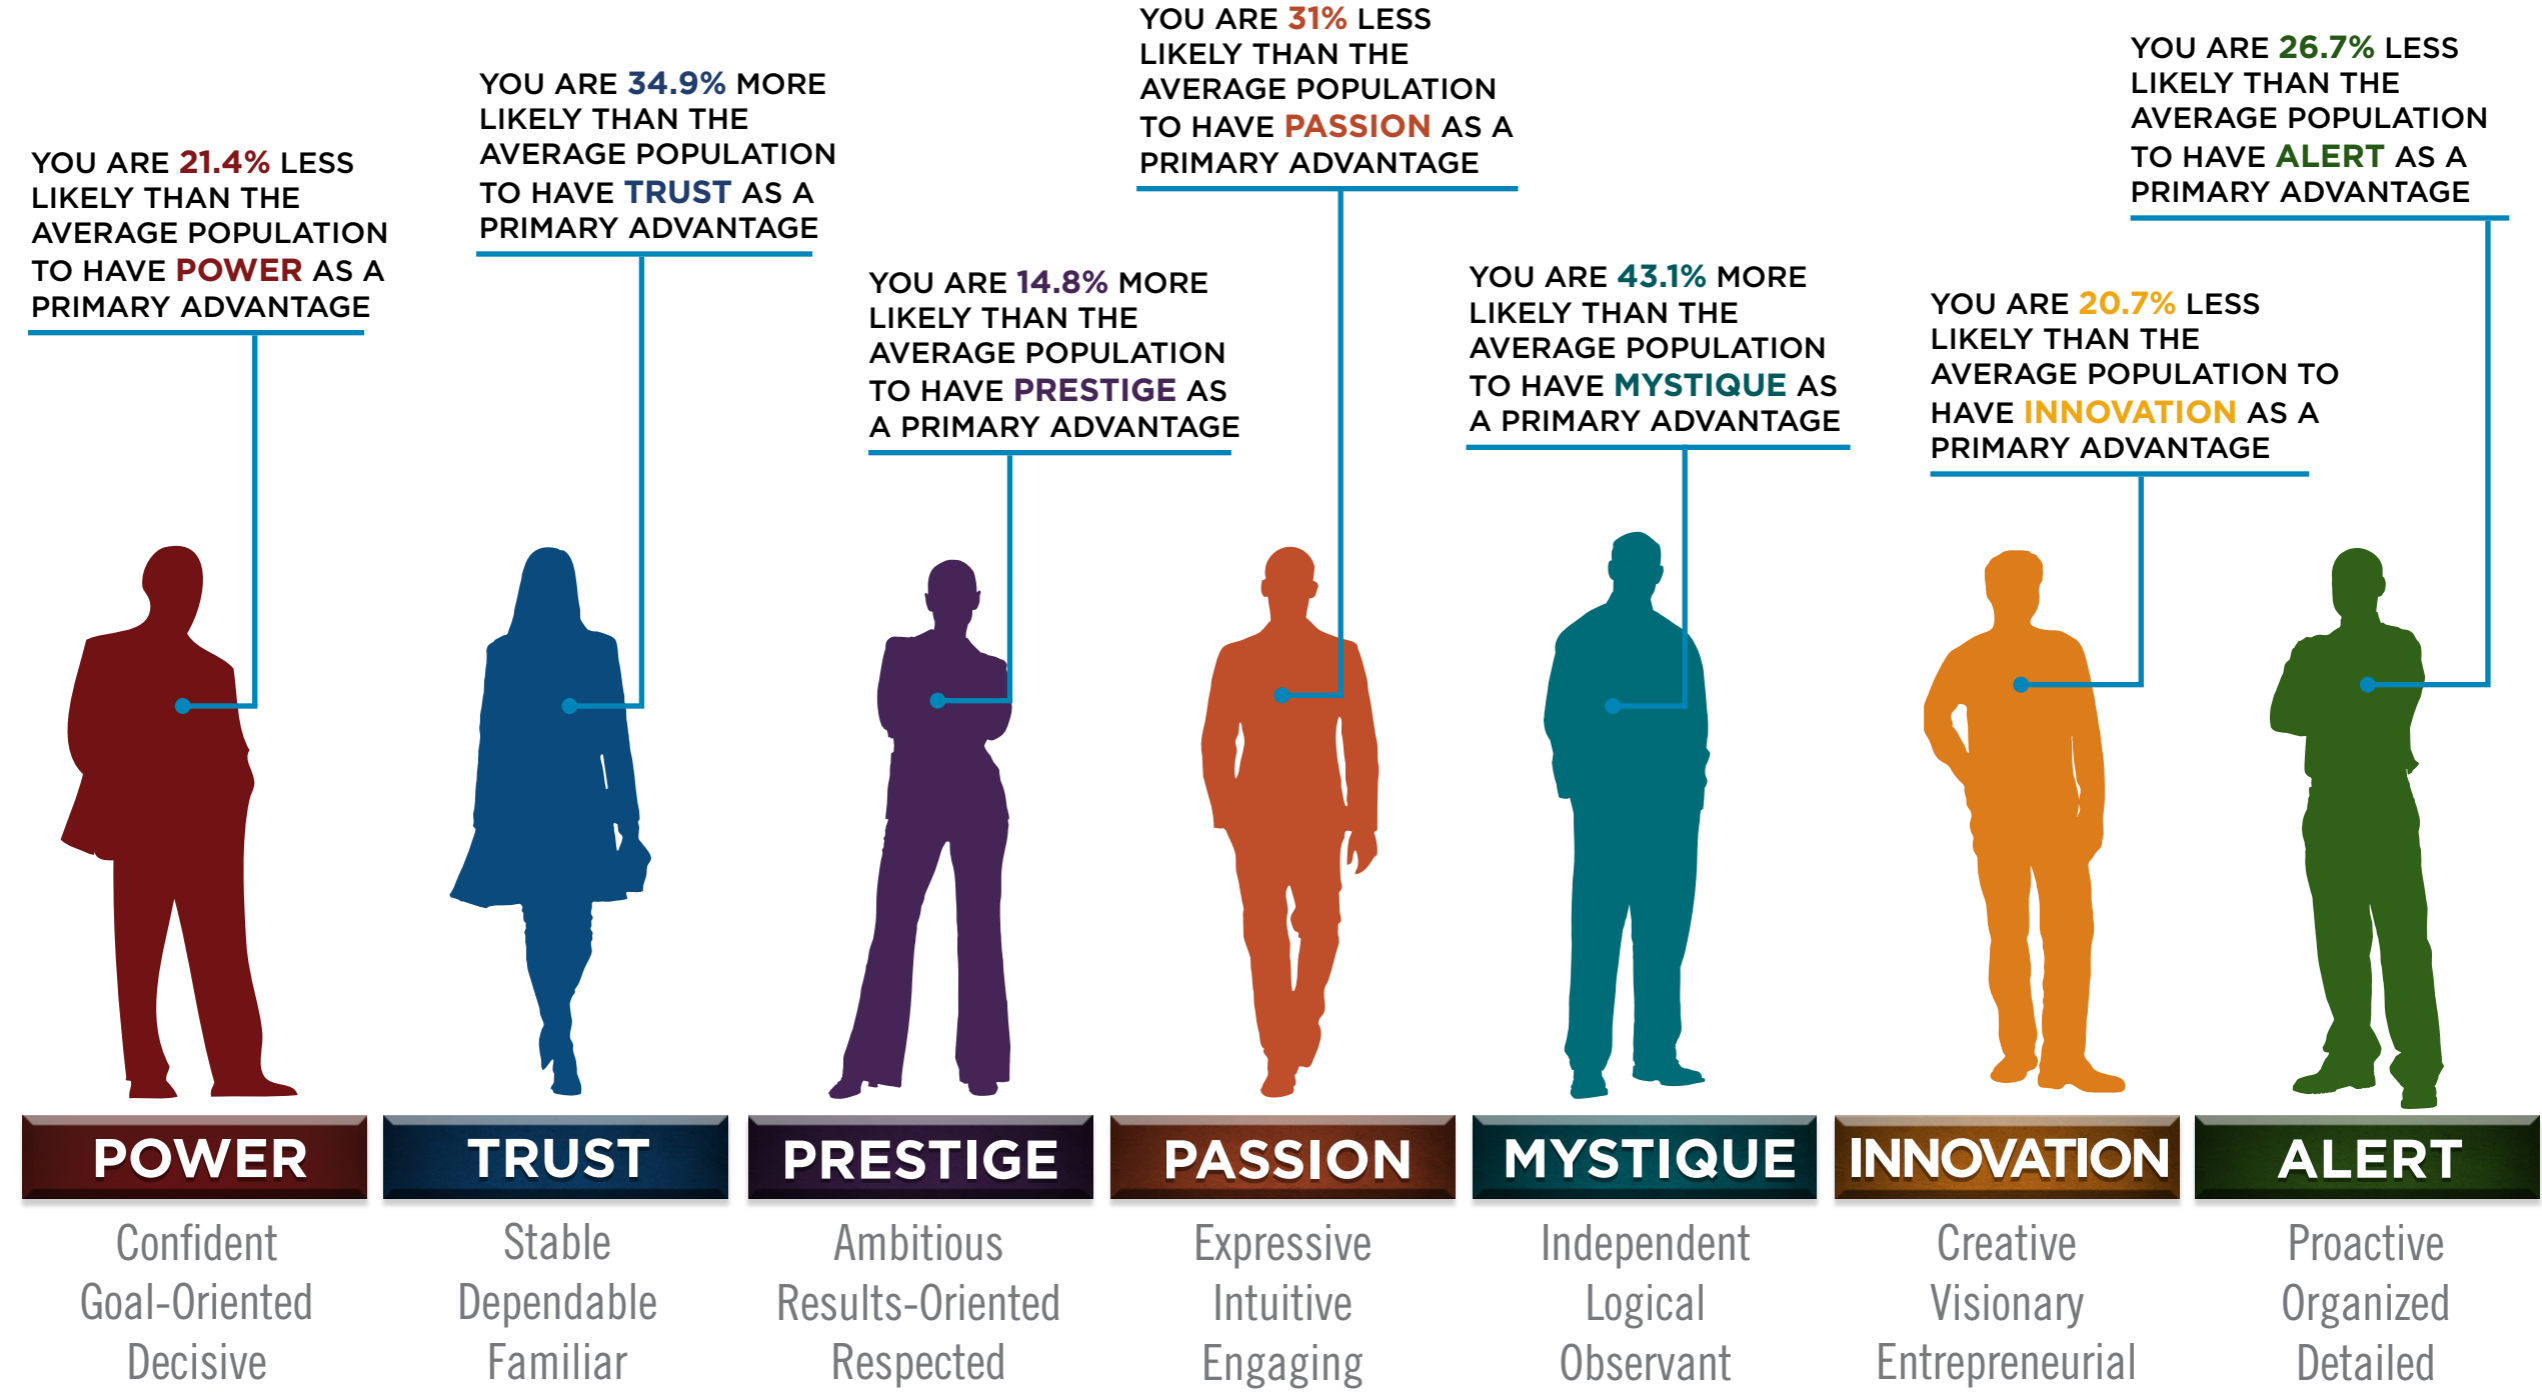 YOU ARE 21.4% LESS
LIKELY THAN THE
AVERAGE POPULATION
TO HAVE POWER AS A
PRIMARY ADVANTAGE
YOU ARE 34.9% MORE
LIKELY THAN THE
AVERAGE POPULATION
TO HAVE TRUST AS A
PRIMARY ADVANTAGE
YOU ARE 14.8% MORE
LIKELY THAN THE
AVERAGE POPULATION
TO HAVE PRESTIGE AS
A PRIMARY ADVANTAGE
YOU ARE 31% LESS
LIKELY THAN THE
AVERAGE POPULATION
TO HAVE PASSION AS A
PRIMARY ADVANTAGE
YOU ARE 43.1% MORE
LIKELY THAN THE
AVERAGE POPULATION
TO HAVE MYSTIQUE AS
A PRIMARY ADVANTAGE
YOU ARE 20.7% LESS
LIKELY THAN THE
AVERAGE POPULATION TO
HAVE INNOVATION AS A
PRIMARY ADVANTAGE
YOU ARE 26.7% LESS
LIKELY THAN THE
AVERAGE POPULATION
TO HAVE ALERT AS A
PRIMARY ADVANTAGE
POWER
Confident
Goal-Oriented
Decisive
TRUST
Stable
Dependable
Familiar
PRESTIGE
Ambitious
Results-Oriented
Respected
PASSION
Expressive
Intuitive
Engaging
MYSTIQUE
Independent
Logical
Observant
INNOVATION
Creative
Visionary
Entrepreneurial
ALERT
Proactive
Organized
Detailed